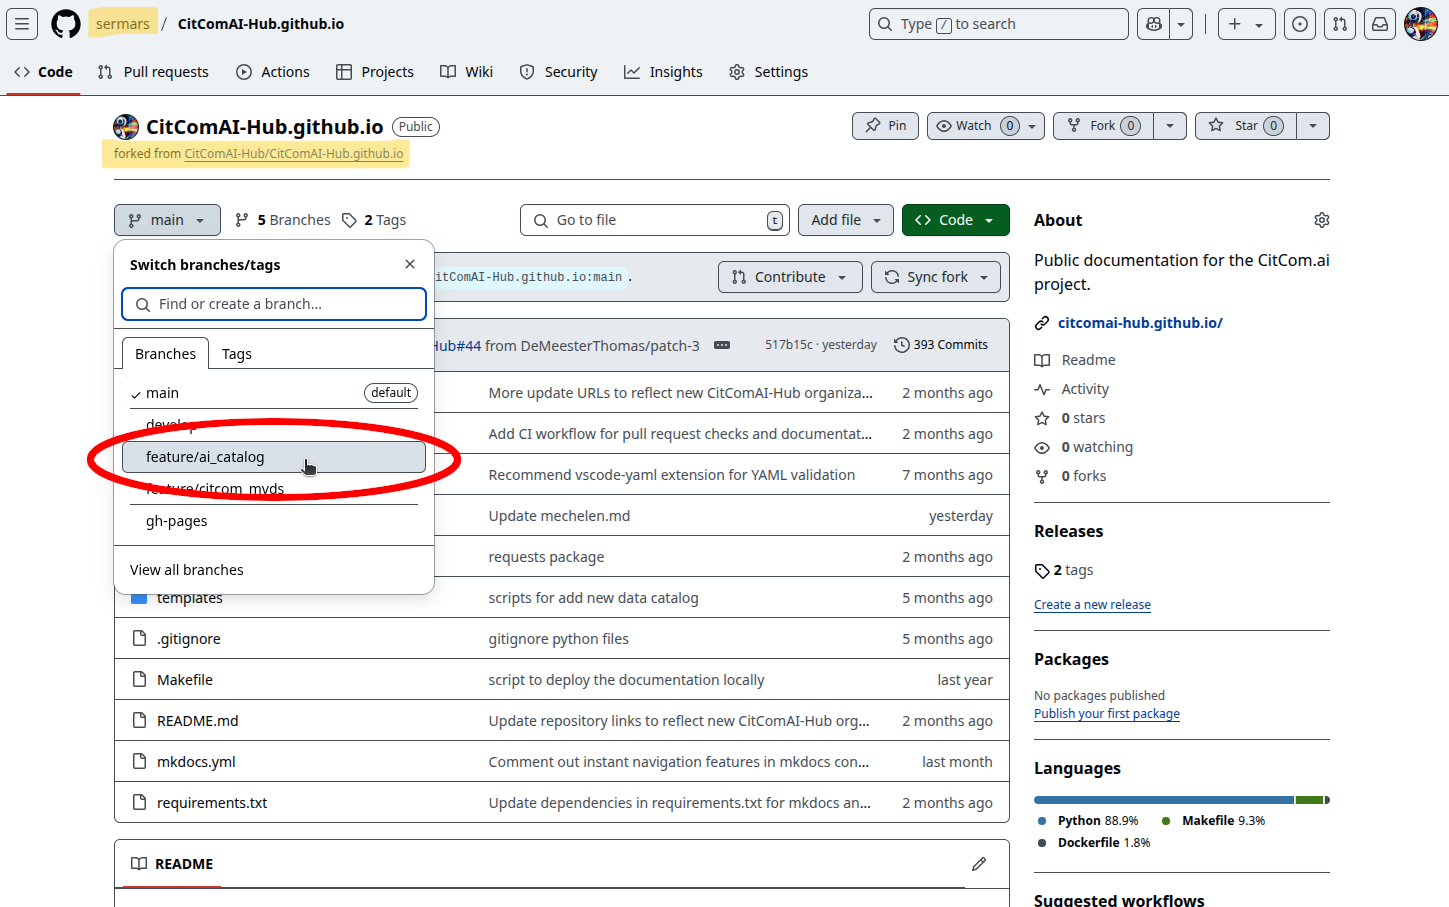 sermars / CitComAI-Hub.github.io
Type / to search
Code Pull requests Actions Projects Wiki Security Insights Settings
CitComAI-Hub.github.io Public
Pin Watch 0 Fork 0 Star 0
forked from CitComAI-Hub/CitComAI-Hub.github.io
main 5 Branches 2 Tags Go to file t Add file Code
Switch branches/tags
Find or create a branch...
Branches Tags
main default
develop
feature/ai_catalog
feature/citcom_mvds
gh-pages
View all branches
itComAI-Hub.github.io:main .
Contribute Sync fork
Hub#44 from DeMeesterThomas/patch-3 517b15c · yesterday 393 Commits
More update URLs to reflect new CitComAI-Hub organiza... 2 months ago
Add CI workflow for pull request checks and documentat... 2 months ago
Recommend vscode-yaml extension for YAML validation 7 months ago
Update mechelen.md yesterday
requests package 2 months ago
templates scripts for add new data catalog 5 months ago
.gitignore gitignore python files 5 months ago
Makefile script to deploy the documentation locally last year
README.md Update repository links to reflect new CitComAI-Hub org... 2 months ago
mkdocs.yml Comment out instant navigation features in mkdocs con... last month
requirements.txt Update dependencies in requirements.txt for mkdocs an... 2 months ago
README
About
Public documentation for the CitCom.ai
project.
citcomai-hub.github.io/
Readme
Activity
0 stars
0 watching
0 forks
Releases
2 tags
Create a new release
Packages
No packages published
Publish your first package
Languages
Python 88.9% Makefile 9.3%
Dockerfile 1.8%
Suggested workflows